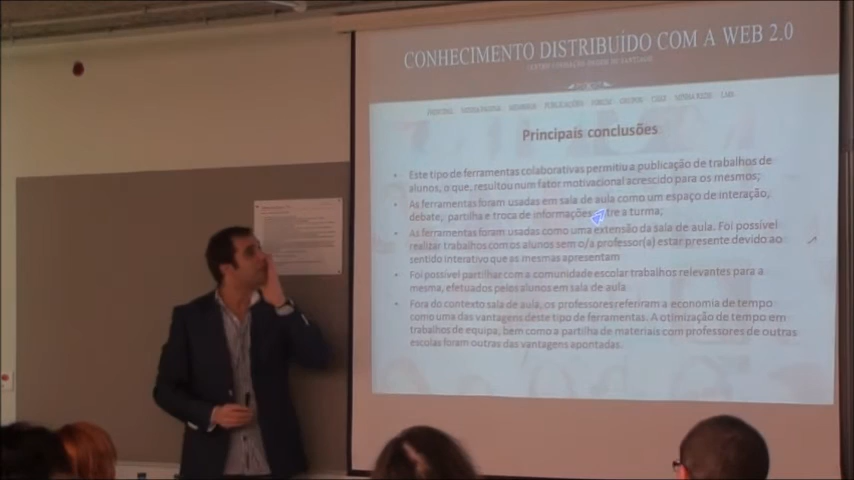 CONHECIMENTO DISTRIBUÍDO COM A WEB 2.0
Principais conclusões
• Este tipo de ferramentas colaborativas permitiu a publicação de trabalhos de
alunos, o que, resultou num fator motivacional acrescido para os mesmos;
• As ferramentas foram usadas em sala de aula como um espaço de interação,
debate, partilha e troca de informações entre a turma;
• As ferramentas foram usadas como uma extensão da sala de aula. Foi possível
realizar trabalhos com os alunos sem o/a professor(a) estar presente devido ao
sentido interativo que as mesmas apresentam
• Foi possível partilhar com a comunidade escolar trabalhos relevantes para a
mesma, efetuados pelos alunos em sala de aula
• Fora do contexto sala de aula, os professores referiram a economia de tempo
como uma das vantagens deste tipo de ferramentas. A otimização de tempo em
trabalhos de equipa, bem como a partilha de materiais com professores de outras
escolas foram outras das vantagens apontadas.